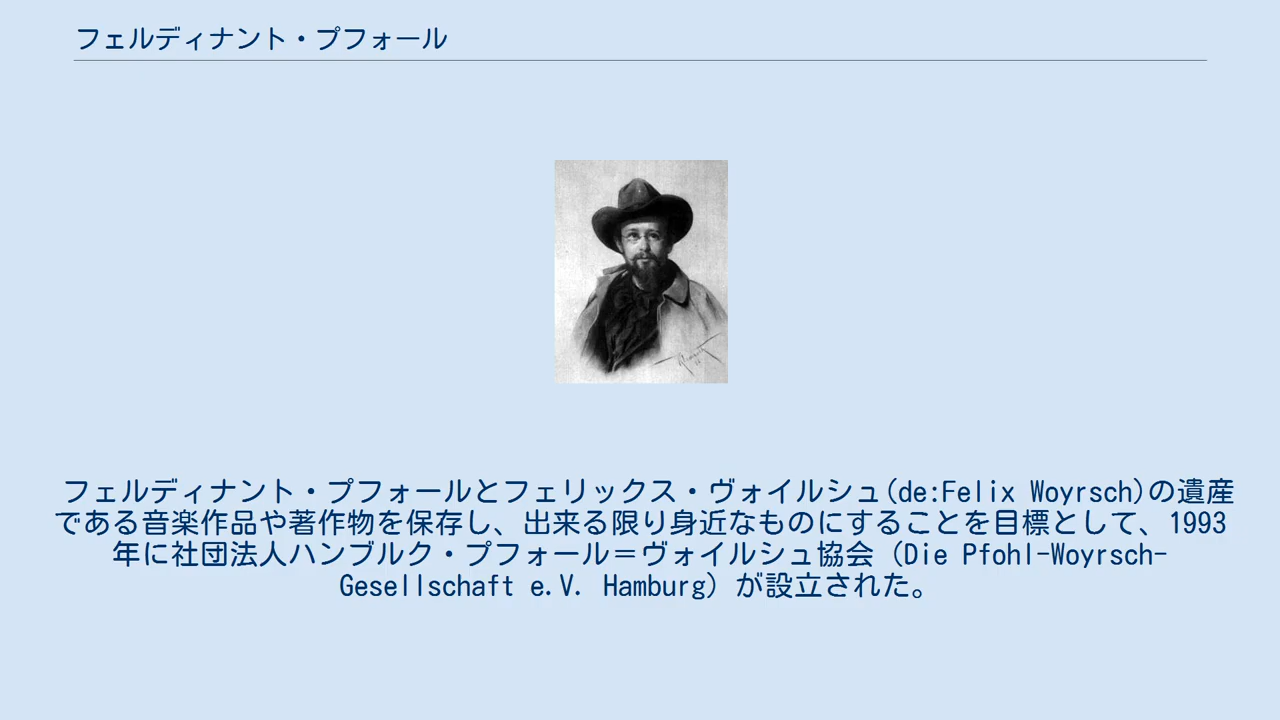 フェルディナント・プフォール
フェルディナント・プフォールとフェリックス・ヴォイルシュ(de:Felix Woyrsch)の遺産
である音楽作品や著作物を保存し、出来る限り身近なものにすることを目標として、1993
年に社団法人ハンブルク・プフォール＝ヴォイルシュ協会（Die Pfohl-Woyrsch-
Gesellschaft e.V. Hamburg）が設立された。